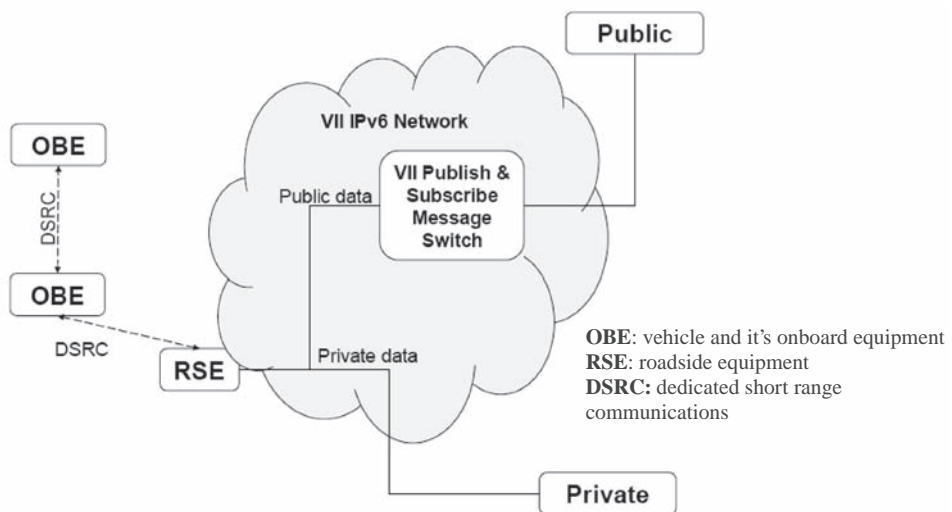 Public
VII IPv6 Network
OBE
VII Publish &
Subscribe
Message
Switch
Public data
DSRC
OBE
DSRC
RSE
Private data
OBE: vehicle and it's onboard equipment
RSE: roadside equipment
DSRC: dedicated short range
communications
Private